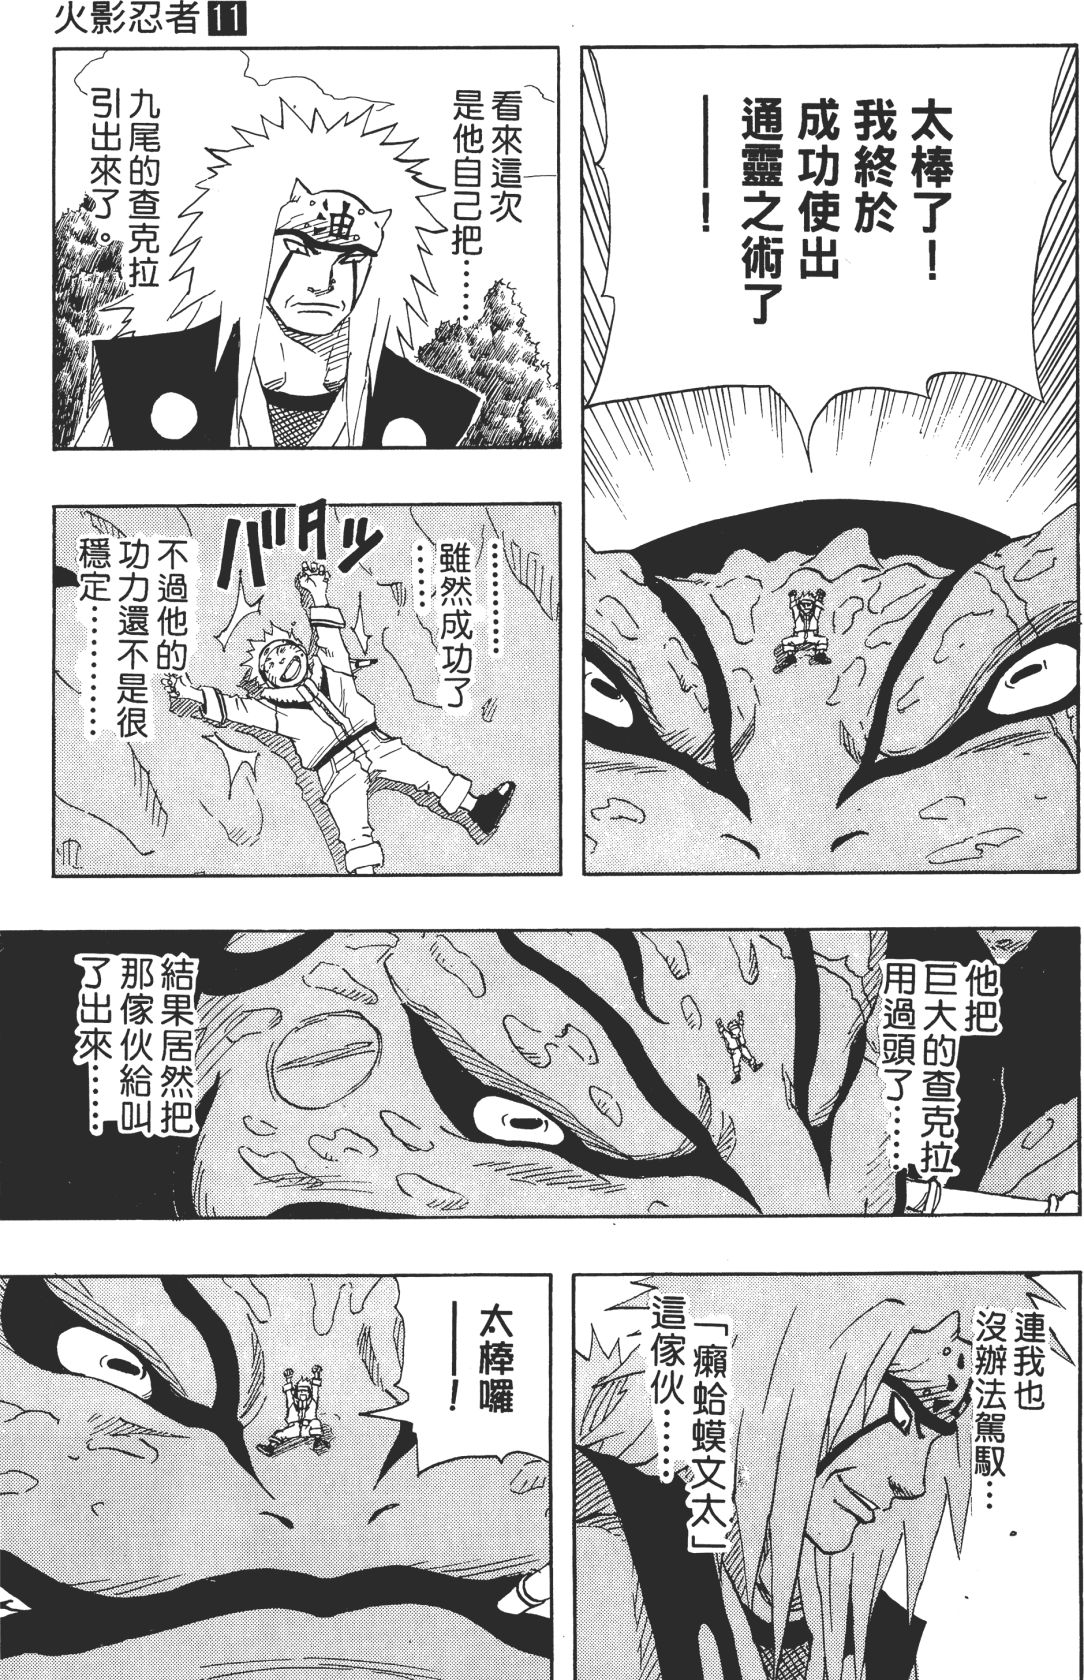 火影忍者11
太棒了！
我終於
成功使出
通靈之術了
——！
看來這次
是他自己把……
九尾的查克拉
引出來了。
…………
雖然成功了
……
バタッ
不過他的
功力還不是很
穩定………
他把
巨大的查克拉
用過頭了……
結果居然把
那傢伙給叫
了出來……
連我也
沒辦法駕馭…
「癩蛤蟆文太」
這傢伙……
太棒囉
——！